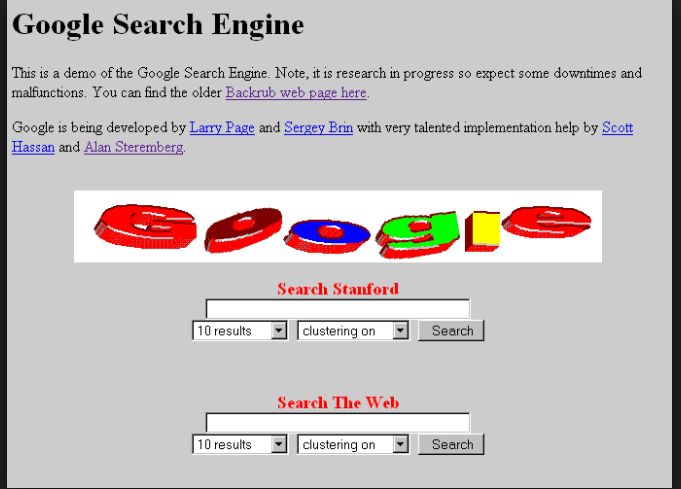 Google Search Engine
This is a demo of the Google Search Engine. Note, it is research in progress so expect some downtimes and
malfunctions. You can find the older Backrub web page here.
Google is being developed by Larry Page and Sergey Brin with very talented implementation help by Scott
Hassan and Alan Steremberg.
Google
Search Stanford
10 results clustering on Search
Search The Web
10 results clustering on Search